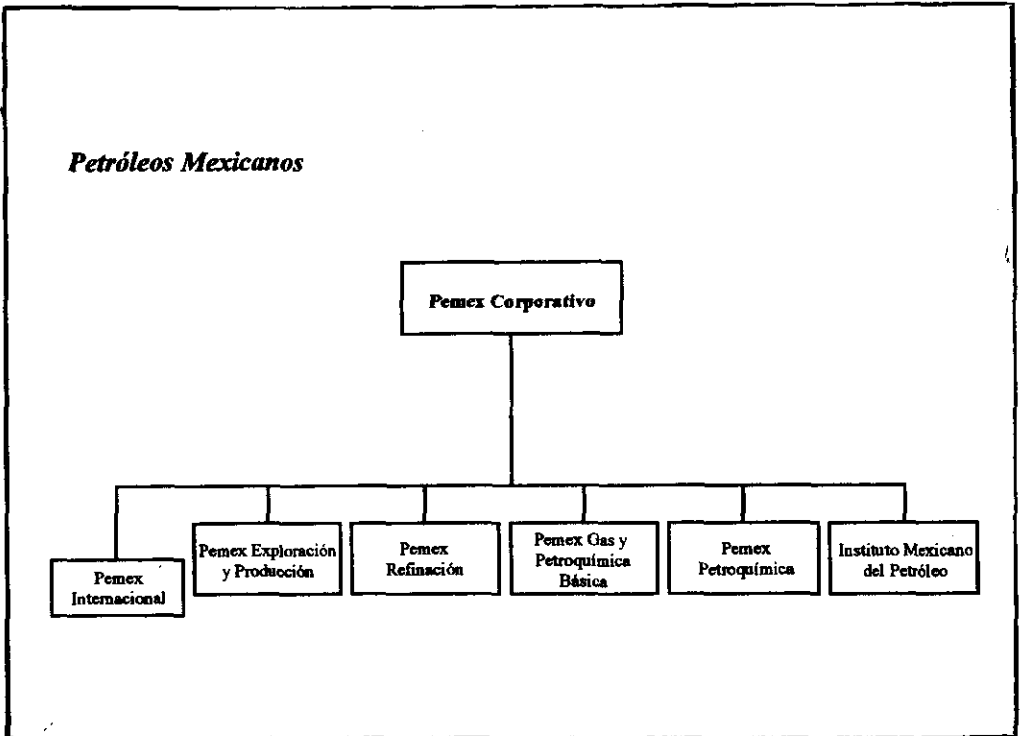 Petróleos Mexicanos
Pemex Corporativo
Pemex
Internacional
Pemex Exploración
y Producción
Pemex
Refinación
Pemex Gas y
Petroquímica
Básica
Pemex
Petroquímica
Instituto Mexicano
del Petróleo